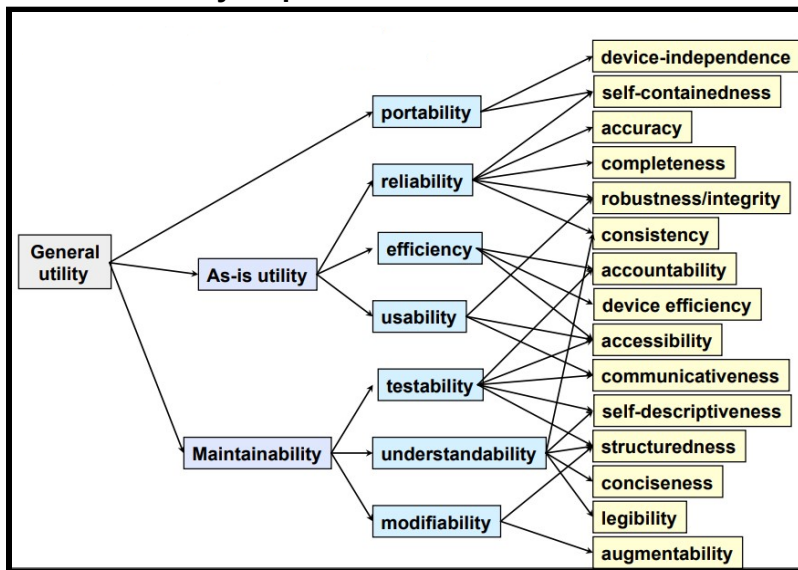 General
utility
As-is utility
Maintainability
portability
reliability
efficiency
usability
testability
understandability
modifiability
device-independence
self-containedness
accuracy
completeness
robustness/integrity
consistency
accountability
device efficiency
accessibility
communicativeness
self-descriptiveness
structuredness
conciseness
legibility
augmentability